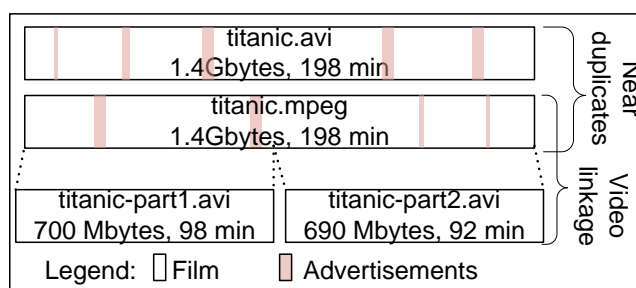 titanic.avi
1.4Gbytes, 198 min
titanic.mpeg
1.4Gbytes, 198 min
Near
duplicates
titanic-part1.avi
700 Mbytes, 98 min
titanic-part2.avi
690 Mbytes, 92 min
Video
linkage
Legend: Film Advertisements